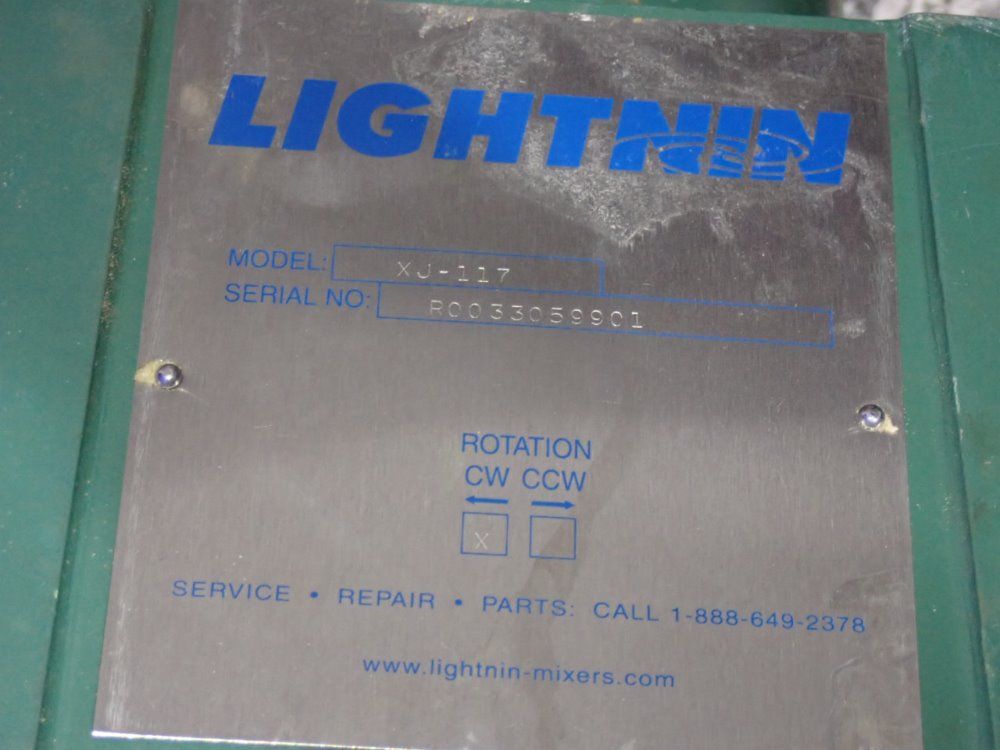 LIGHTNIN
MODEL: XJ-117
SERIAL NO: R0033059901
ROTATION
CW CCW
X
SERVICE • REPAIR • PARTS: CALL 1-888-649-2378
www.lightnin-mixers.com